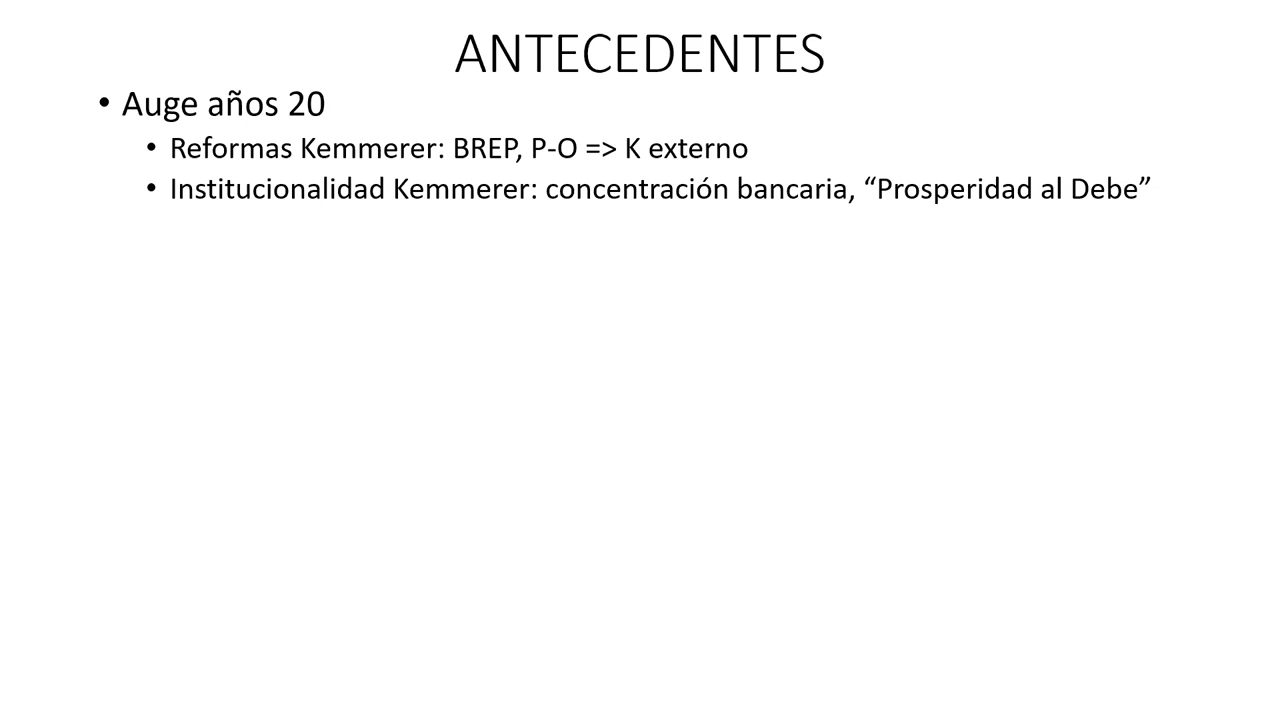 ANTECEDENTES
• Auge años 20
• Reformas Kemmerer: BREP, P-O => K externo
• Institucionalidad Kemmerer: concentración bancaria, “Prosperidad al Debe”